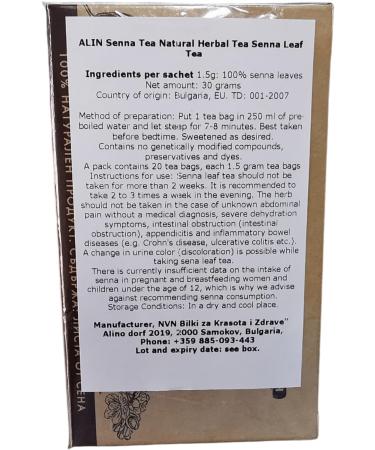 ALIN Senna Tea Natural Herbal Tea Senna Leaf
Tea
Ingredients per sachet 1.5g: 100% senna leaves
Net amount: 30 grams
Country of origin: Bulgaria, EU. TD: 001-2007
Method of preparation: Put 1 tea bag in 250 ml of pre-
boiled water and let steep for 7-8 minutes. Best taken
before bedtime. Sweetened as desired.
Contains no genetically modified compounds,
preservatives and dyes.
A pack contains 20 tea bags, each 1.5 gram tea bags
Instructions for use: Senna leaf tea should not be
taken for more than 2 weeks. It is recommended to
take 2 to 3 times a week in the evening. The herb
should not be taken in the case of unknown abdominal
pain without a medical diagnosis, severe dehydration
symptoms, intestinal obstruction (intestinal
obstruction), appendicitis and inflammatory bowel
diseases (e.g. Crohn's disease, ulcerative colitis etc.).
A change in urine color (discoloration) is possible while
taking sena leaf tea.
There is currently insufficient data on the intake of
senna in pregnant and breastfeeding women and
children under the age of 12, which is why we advise
against recommending senna consumption.
Storage Conditions: In a dry and cool place.
Manufacturer, NVN Bilki za Krasota i Zdrave"
Alino dorf 2019, 2000 Samokov, Bulgaria,
Phone: +359 885-093-443
Lot and expiry date: see box.
100% НАТУРАЛЕН ПРОДУКТ. СЪДЪРЖА: ЛИСТА ОТ СЕНА